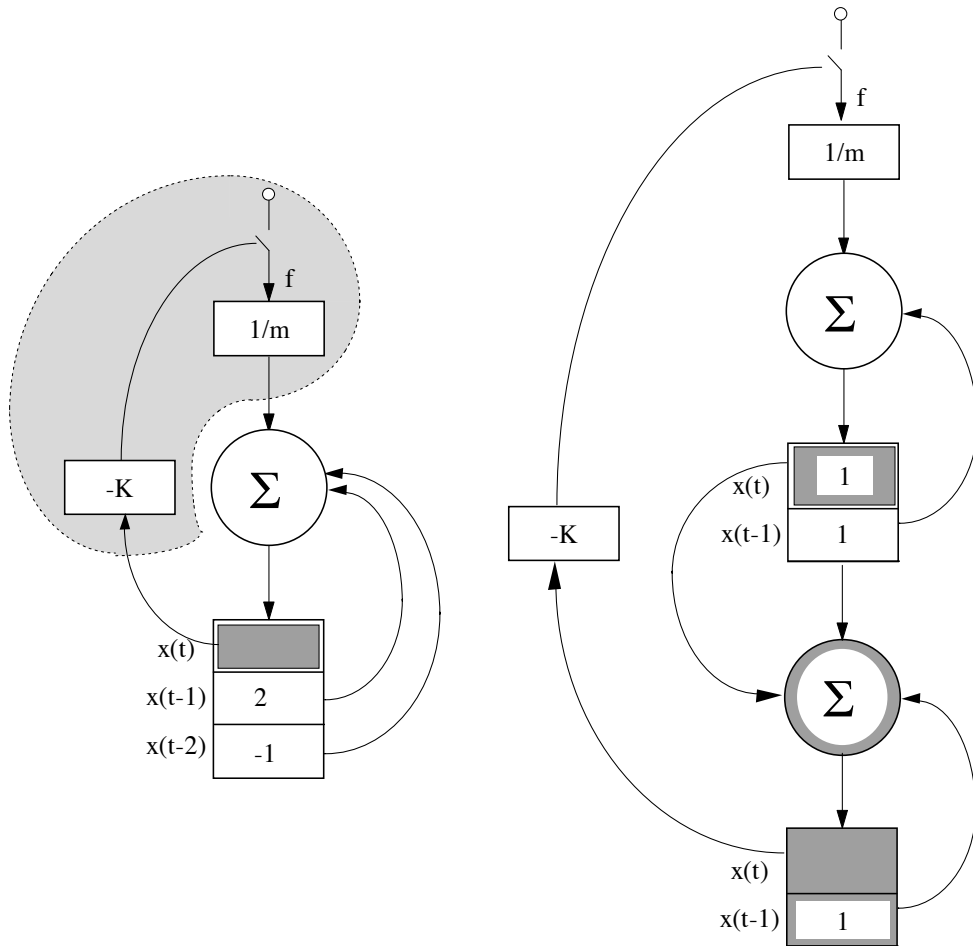 f
1/m
Σ
-K
x(t)
x(t-1) 2
x(t-2) -1
f
1/m
Σ
x(t) 1
x(t-1) 1
-K
Σ
x(t)
x(t-1) 1